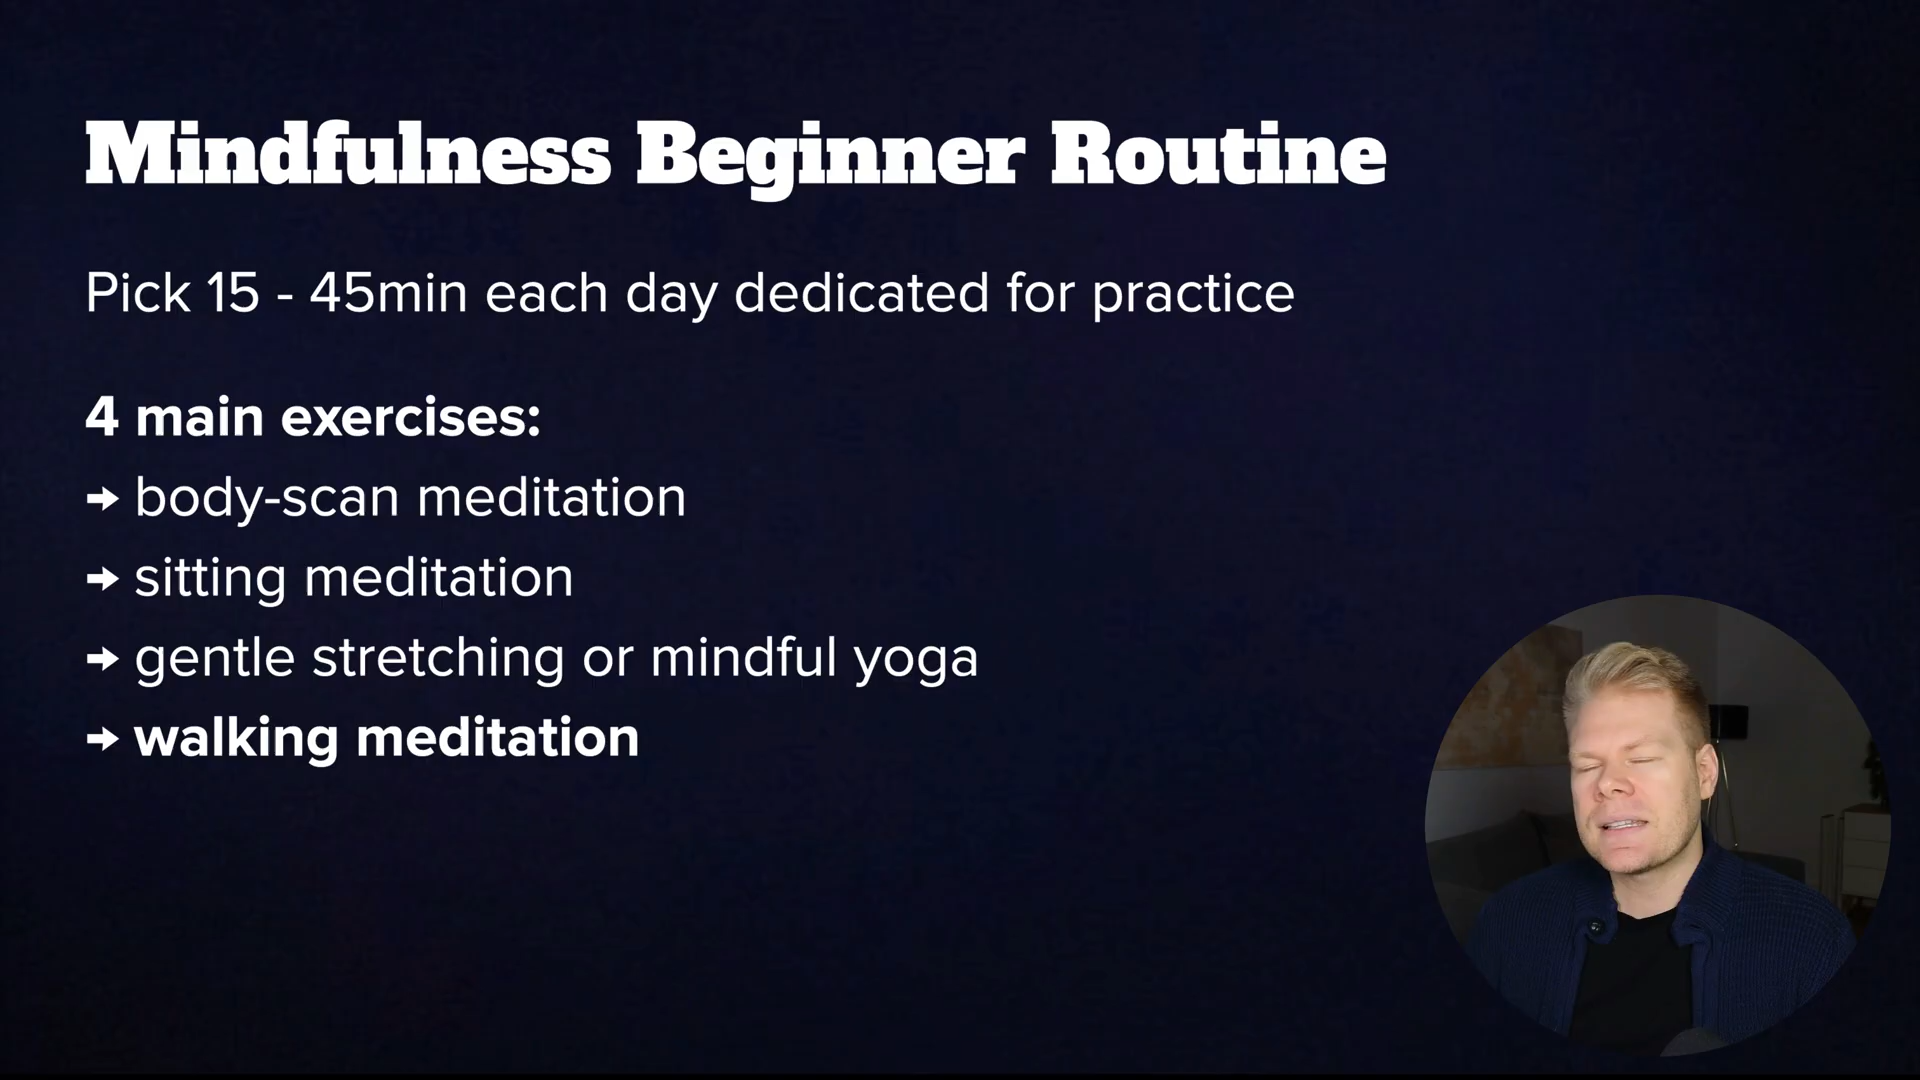 Mindfulness Beginner Routine
Pick 15 - 45min each day dedicated for practice
4 main exercises:
→ body-scan meditation
→ sitting meditation
→ gentle stretching or mindful yoga
→ walking meditation